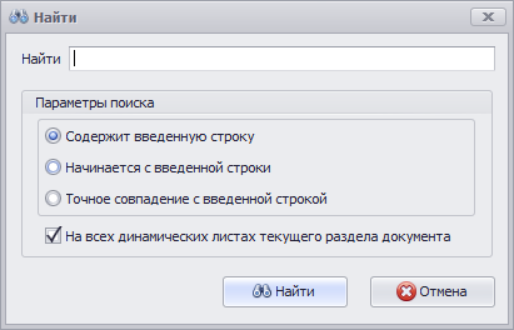 Найти
Найти
Параметры поиска
Содержит введенную строку
Начинается с введенной строки
Точное совпадение с введенной строкой
На всех динамических листах текущего раздела документа
Найти Отмена